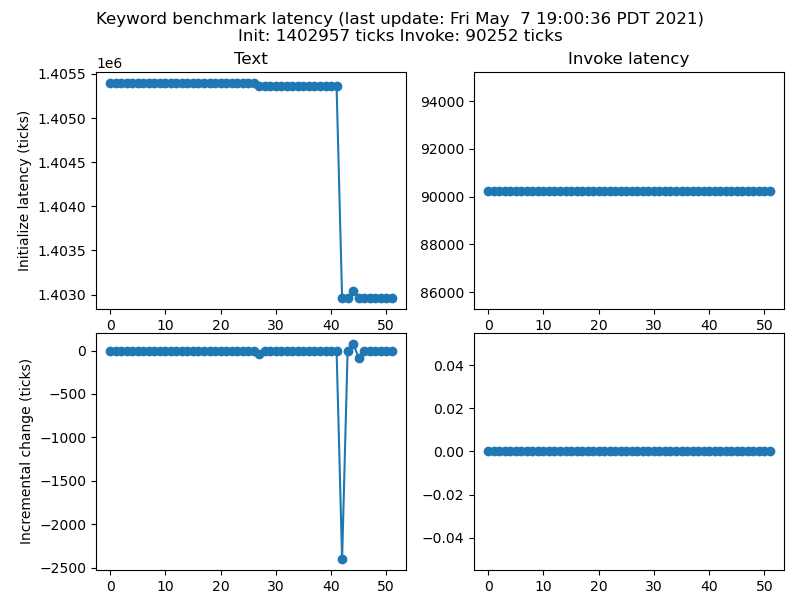 Keyword benchmark latency (last update: Fri May  7 19:00:36 PDT 2021)
Init: 1402957 ticks Invoke: 90252 ticks
Text
Invoke latency
1e6
Initialize latency (ticks)
1.4055
1.4050
1.4045
1.4040
1.4035
1.4030
0 10 20 30 40 50
94000
92000
90000
88000
86000
0 10 20 30 40 50
Incremental change (ticks)
0
−500
−1000
−1500
−2000
−2500
0 10 20 30 40 50
0.04
0.02
0.00
−0.02
−0.04
0 10 20 30 40 50